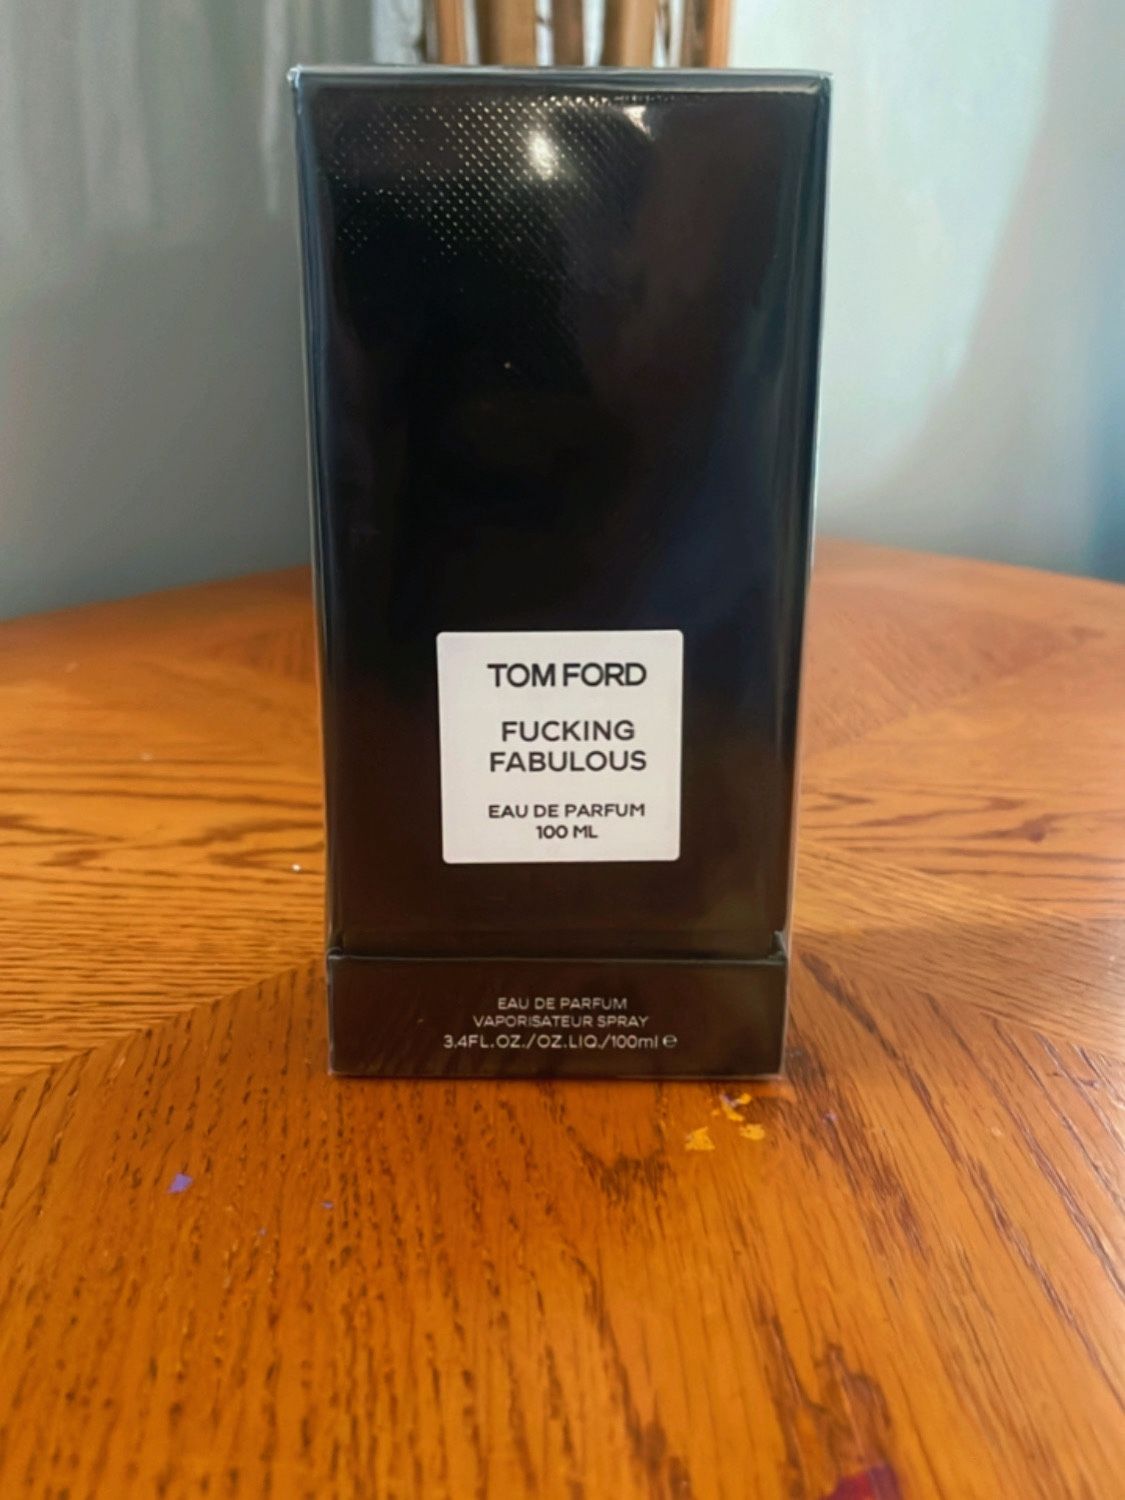 TOM FORD
FUCKING
FABULOUS
EAU DE PARFUM
100 ML
EAU DE PARFUM
VAPORISATEUR SPRAY
3.4FL.OZ./OZ.LIQ./100ml ℮